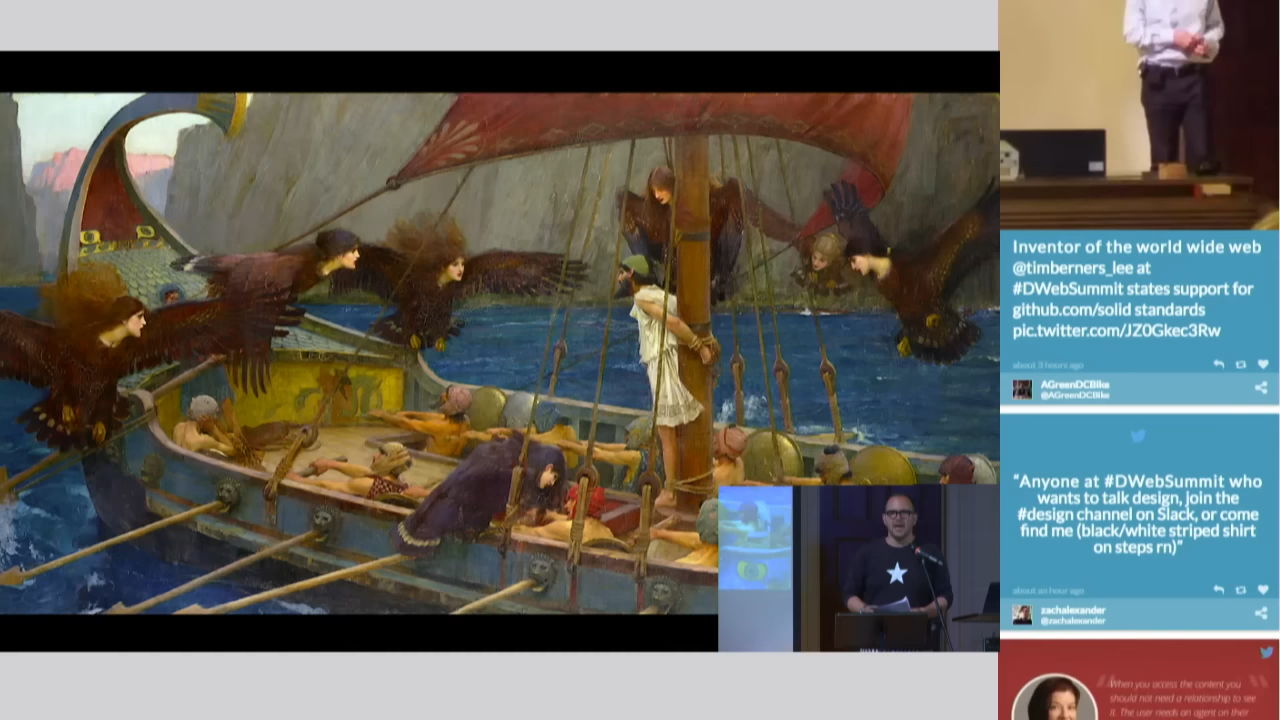 Inventor of the world wide web
@timberners_lee at
#DWebSummit states support for
github.com/solid standards
pic.twitter.com/JZ0Gkec3Rw
about 3 hours ago
AGreenDCBike
@AGreenDCBike
“Anyone at #DWebSummit who
wants to talk design, join the
#design channel on Slack, or come
find me (black/white striped shirt
on steps rn)”
about an hour ago
zachalexander
@zachalexander
When you access the content you
should not need a relationship to see
it. The user needs an agent on their